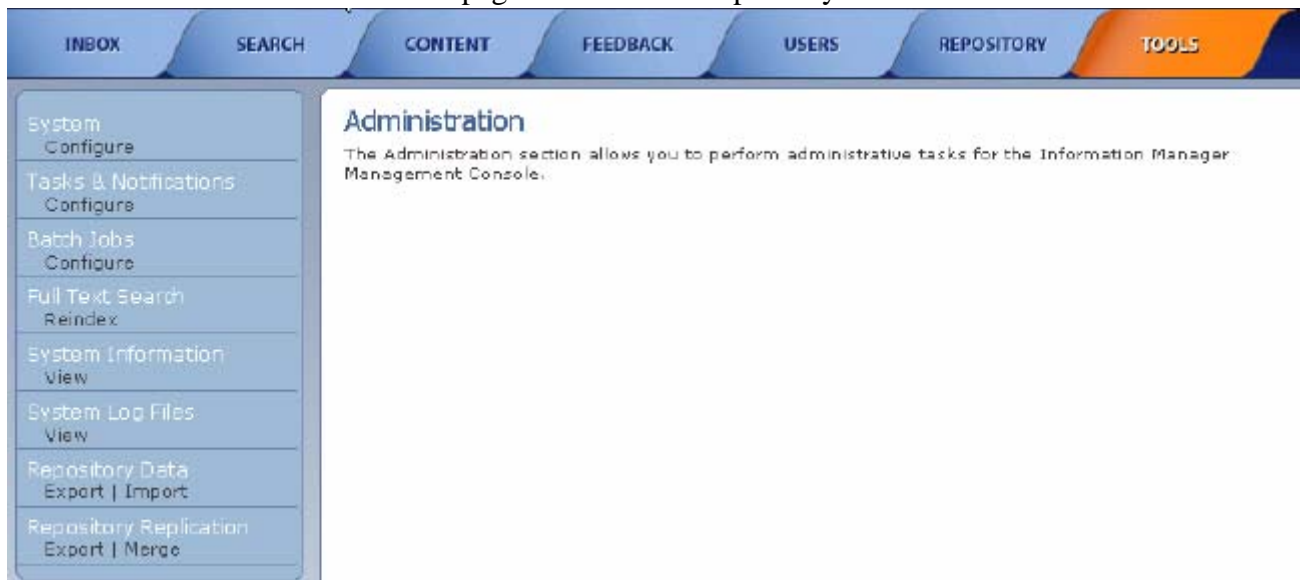 INBOX SEARCH CONTENT FEEDBACK USERS REPOSITORY TOOLS
System
Configure
Tasks & Notifications
Configure
Batch Jobs
Configure
Full Text Search
Reindex
System Information
View
System Log Files
View
Repository Data
Export | Import
Repository Replication
Export | Merge
Administration
The Administration section allows you to perform administrative tasks for the Information Manager
Management Console.